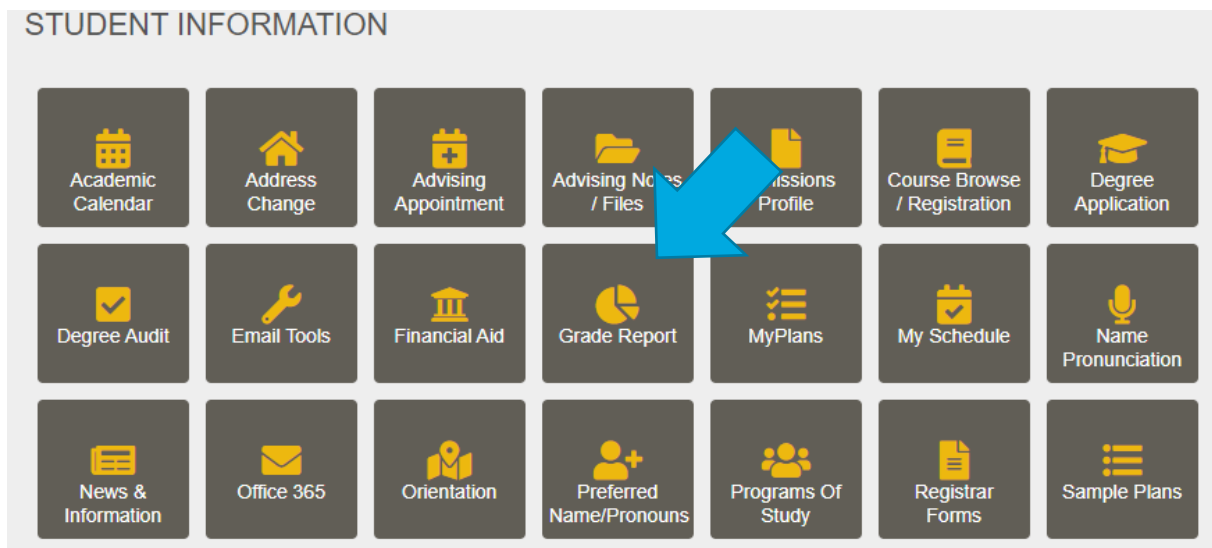 STUDENT INFORMATION
Academic
Calendar
Address
Change
Advising
Appointment
Advising Notes
/ Files
issions
Profile
Course Browse
/ Registration
Degree
Application
Degree Audit
Email Tools
Financial Aid
Grade Report
MyPlans
My Schedule
Name
Pronunciation
News &
Information
Office 365
Orientation
Preferred
Name/Pronouns
Programs Of
Study
Registrar
Forms
Sample Plans